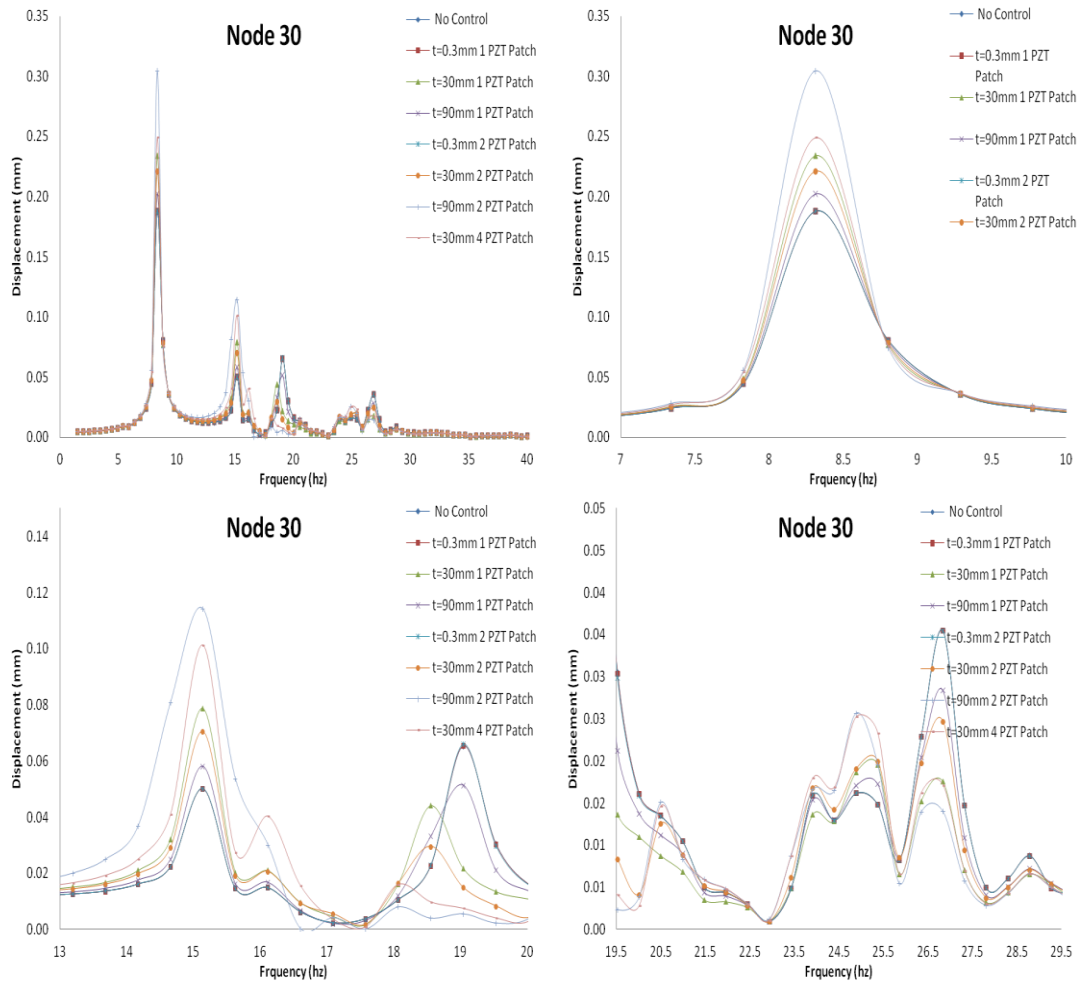 Node 30
Displacement (mm)
0.35
0.30
0.25
0.20
0.15
0.10
0.05
0.00
0 5 10 15 20 25 30 35 40
Frquency (hz)
No Control
t=0.3mm 1 PZT Patch
t=30mm 1 PZT Patch
t=90mm 1 PZT Patch
t=0.3mm 2 PZT Patch
t=30mm 2 PZT Patch
t=90mm 2 PZT Patch
t=30mm 4 PZT Patch
Node 30
Displacement (mm)
0.35
0.30
0.25
0.20
0.15
0.10
0.05
0.00
7 7.5 8 8.5 9 9.5 10
Frquency (hz)
No Control
t=0.3mm 1 PZT
Patch
t=30mm 1 PZT Patch
t=90mm 1 PZT Patch
t=0.3mm 2 PZT
Patch
t=30mm 2 PZT Patch
Node 30
Displacement (mm)
0.14
0.12
0.10
0.08
0.06
0.04
0.02
0.00
13 14 15 16 17 18 19 20
Frquency (hz)
No Control
t=0.3mm 1 PZT Patch
t=30mm 1 PZT Patch
t=90mm 1 PZT Patch
t=0.3mm 2 PZT Patch
t=30mm 2 PZT Patch
t=90mm 2 PZT Patch
t=30mm 4 PZT Patch
Node 30
Displacement (mm)
0.05
0.05
0.04
0.04
0.03
0.03
0.02
0.02
0.01
0.01
0.00
19.5 20.5 21.5 22.5 23.5 24.5 25.5 26.5 27.5 28.5 29.5
Frquency (hz)
No Control
t=0.3mm 1 PZT Patch
t=30mm 1 PZT Patch
t=90mm 1 PZT Patch
t=0.3mm 2 PZT Patch
t=30mm 2 PZT Patch
t=90mm 2 PZT Patch
t=30mm 4 PZT Patch